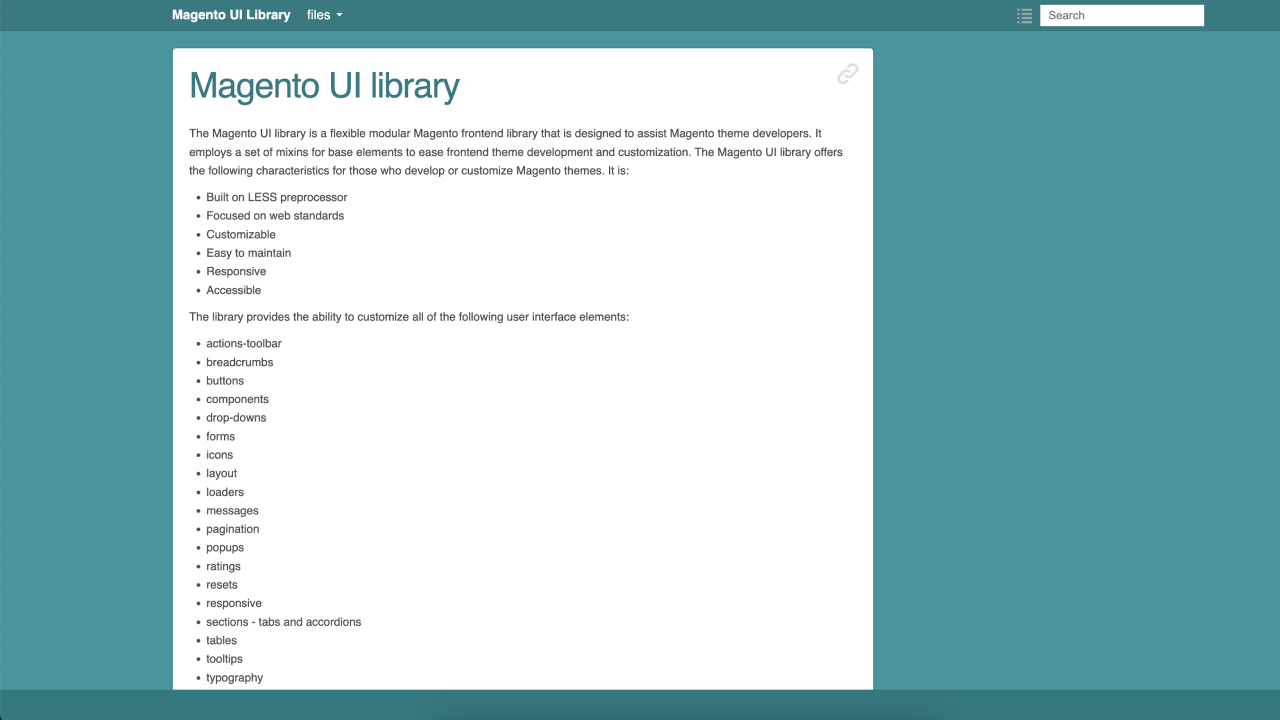 Magento UI Library files Search
Magento UI library
The Magento UI library is a flexible modular Magento frontend library that is designed to assist Magento theme developers. It
employs a set of mixins for base elements to ease frontend theme development and customization. The Magento UI library offers
the following characteristics for those who develop or customize Magento themes. It is:
• Built on LESS preprocessor
• Focused on web standards
• Customizable
• Easy to maintain
• Responsive
• Accessible
The library provides the ability to customize all of the following user interface elements:
• actions-toolbar
• breadcrumbs
• buttons
• components
• drop-downs
• forms
• icons
• layout
• loaders
• messages
• pagination
• popups
• ratings
• resets
• responsive
• sections - tabs and accordions
• tables
• tooltips
• typography